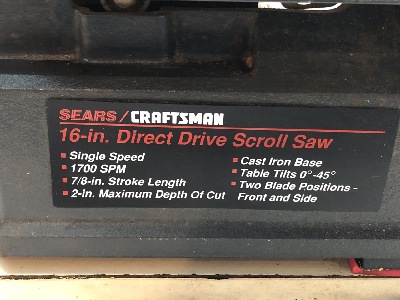 SEARS/CRAFTSMAN
16-in. Direct Drive Scroll Saw
▪ Single Speed
▪ 1700 SPM
▪ 7/8-in. Stroke Length
▪ 2-In. Maximum Depth Of Cut
▪ Cast Iron Base
▪ Table Tilts 0°-45°
▪ Two Blade Positions -
Front and Side